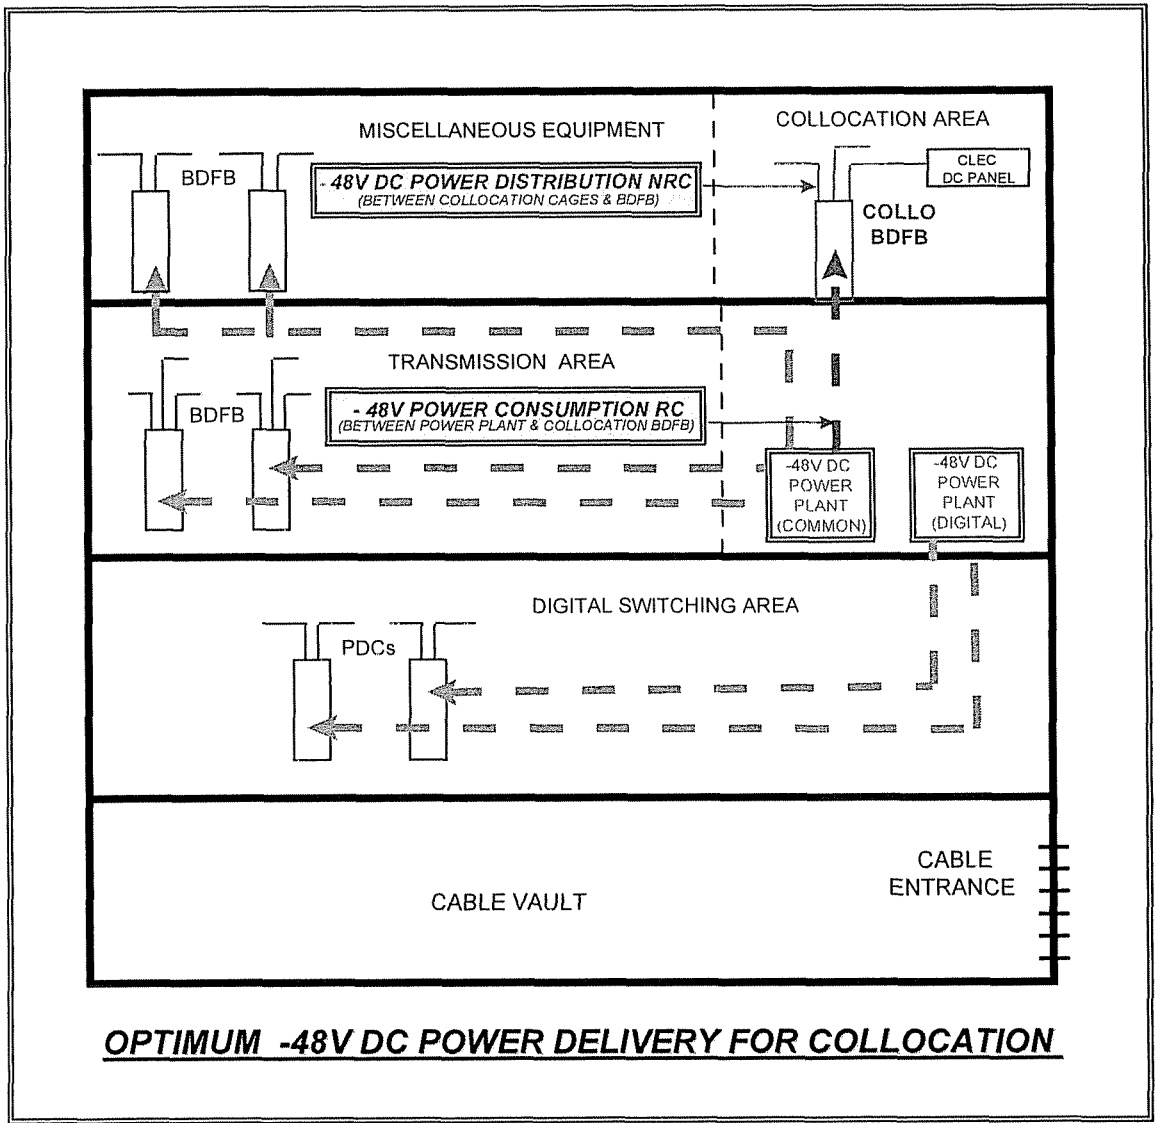 MISCELLANEOUS EQUIPMENT
COLLOCATION AREA
BDFB
- 48V DC POWER DISTRIBUTION NRC
(BETWEEN COLLOCATION CAGES & BDFB)
CLEC
DC PANEL
COLLO
BDFB
TRANSMISSION AREA
BDFB
- 48V POWER CONSUMPTION RC
(BETWEEN POWER PLANT & COLLOCATION BDFB)
-48V DC
POWER
PLANT
(COMMON)
-48V DC
POWER
PLANT
(DIGITAL)
DIGITAL SWITCHING AREA
PDCs
CABLE VAULT
CABLE
ENTRANCE
OPTIMUM -48V DC POWER DELIVERY FOR COLLOCATION